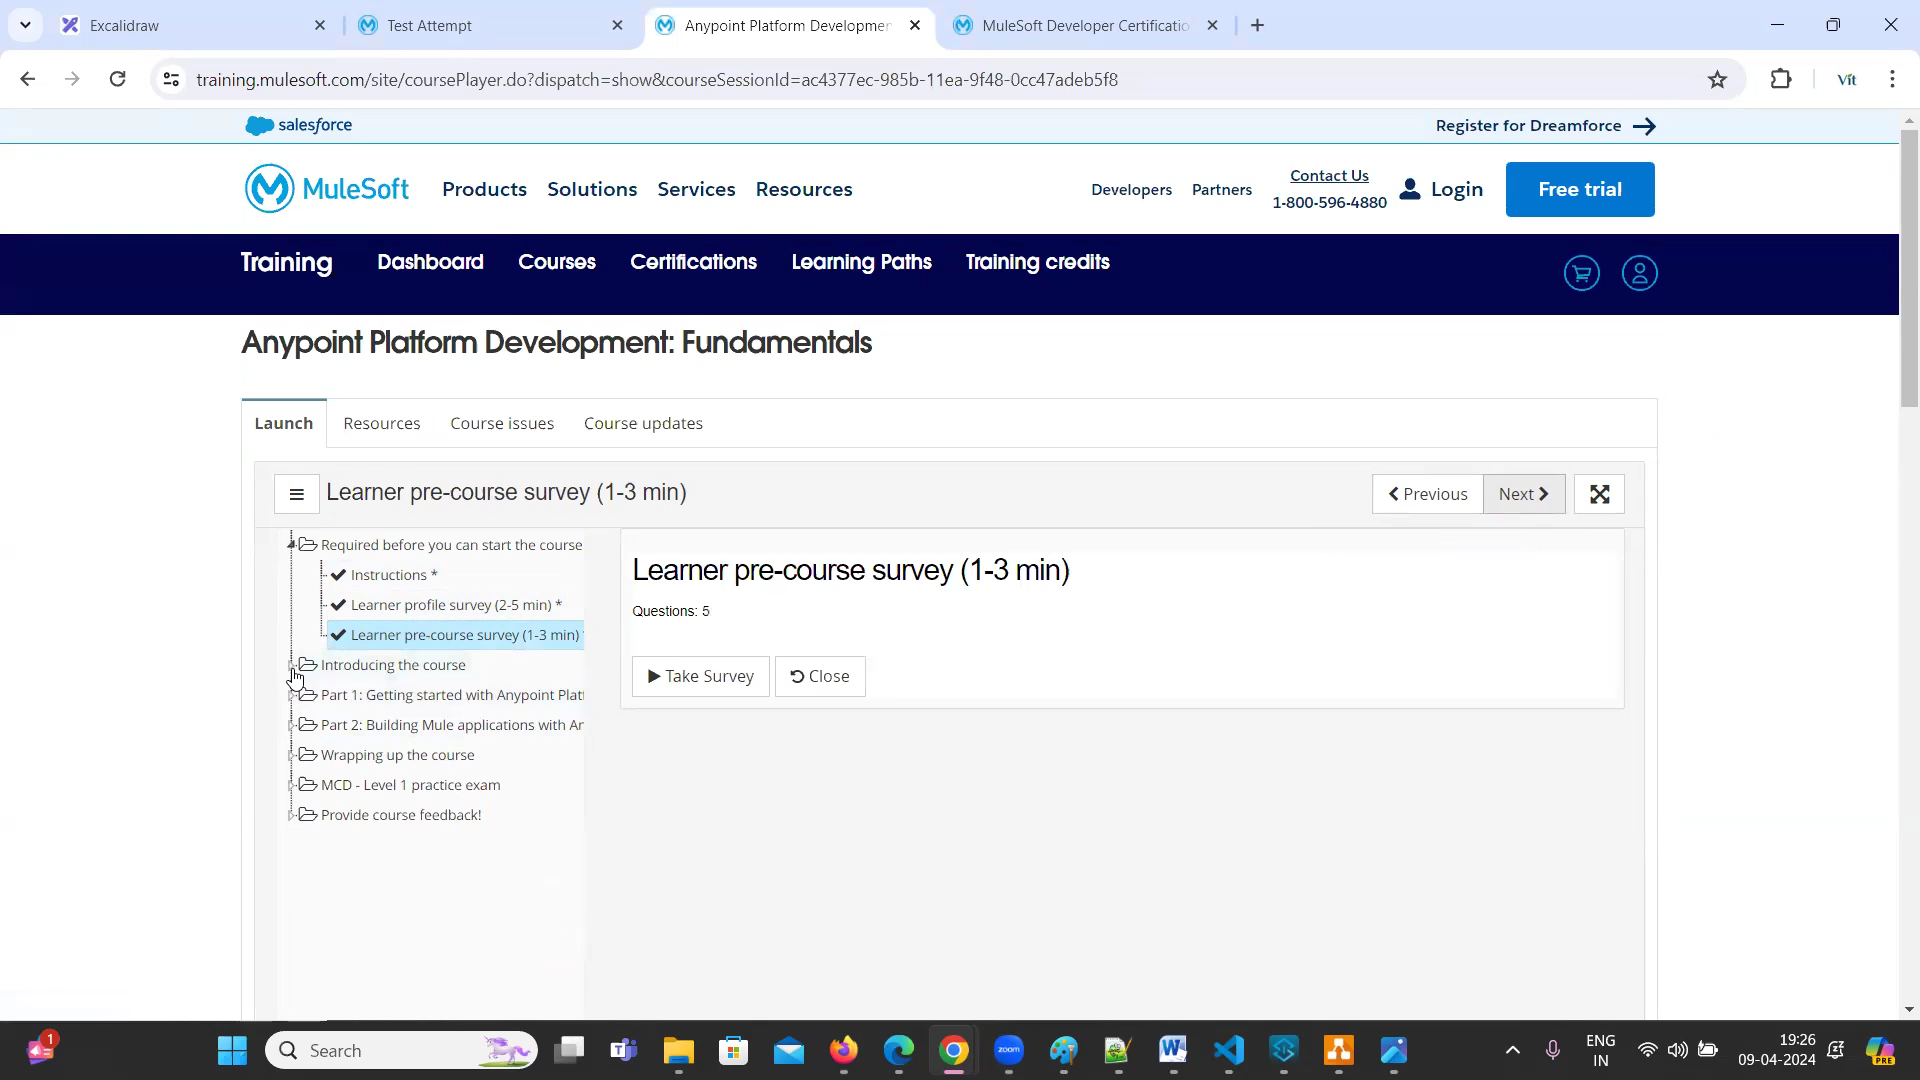 Excalidraw
Test Attempt
Anypoint Platform Developmen
MuleSoft Developer Certificatio
training.mulesoft.com/site/coursePlayer.do?dispatch=show&courseSessionId=ac4377ec-985b-11ea-9f48-0cc47adeb5f8
Vit
salesforce
Register for Dreamforce
MuleSoft
Products
Solutions
Services
Resources
Developers
Partners
Contact Us
1-800-596-4880
Login
Free trial
Training
Dashboard
Courses
Certifications
Learning Paths
Training credits
Anypoint Platform Development: Fundamentals
Launch
Resources
Course issues
Course updates
Learner pre-course survey (1-3 min)
Previous
Next
Required before you can start the course
Instructions *
Learner profile survey (2-5 min) *
Learner pre-course survey (1-3 min)
Introducing the course
Part 1: Getting started with Anypoint Platf
Part 2: Building Mule applications with An
Wrapping up the course
MCD - Level 1 practice exam
Provide course feedback!
Learner pre-course survey (1-3 min)
Questions: 5
Take Survey
Close
1
Search
zoom
ENG
IN
19:26
09-04-2024
PRE